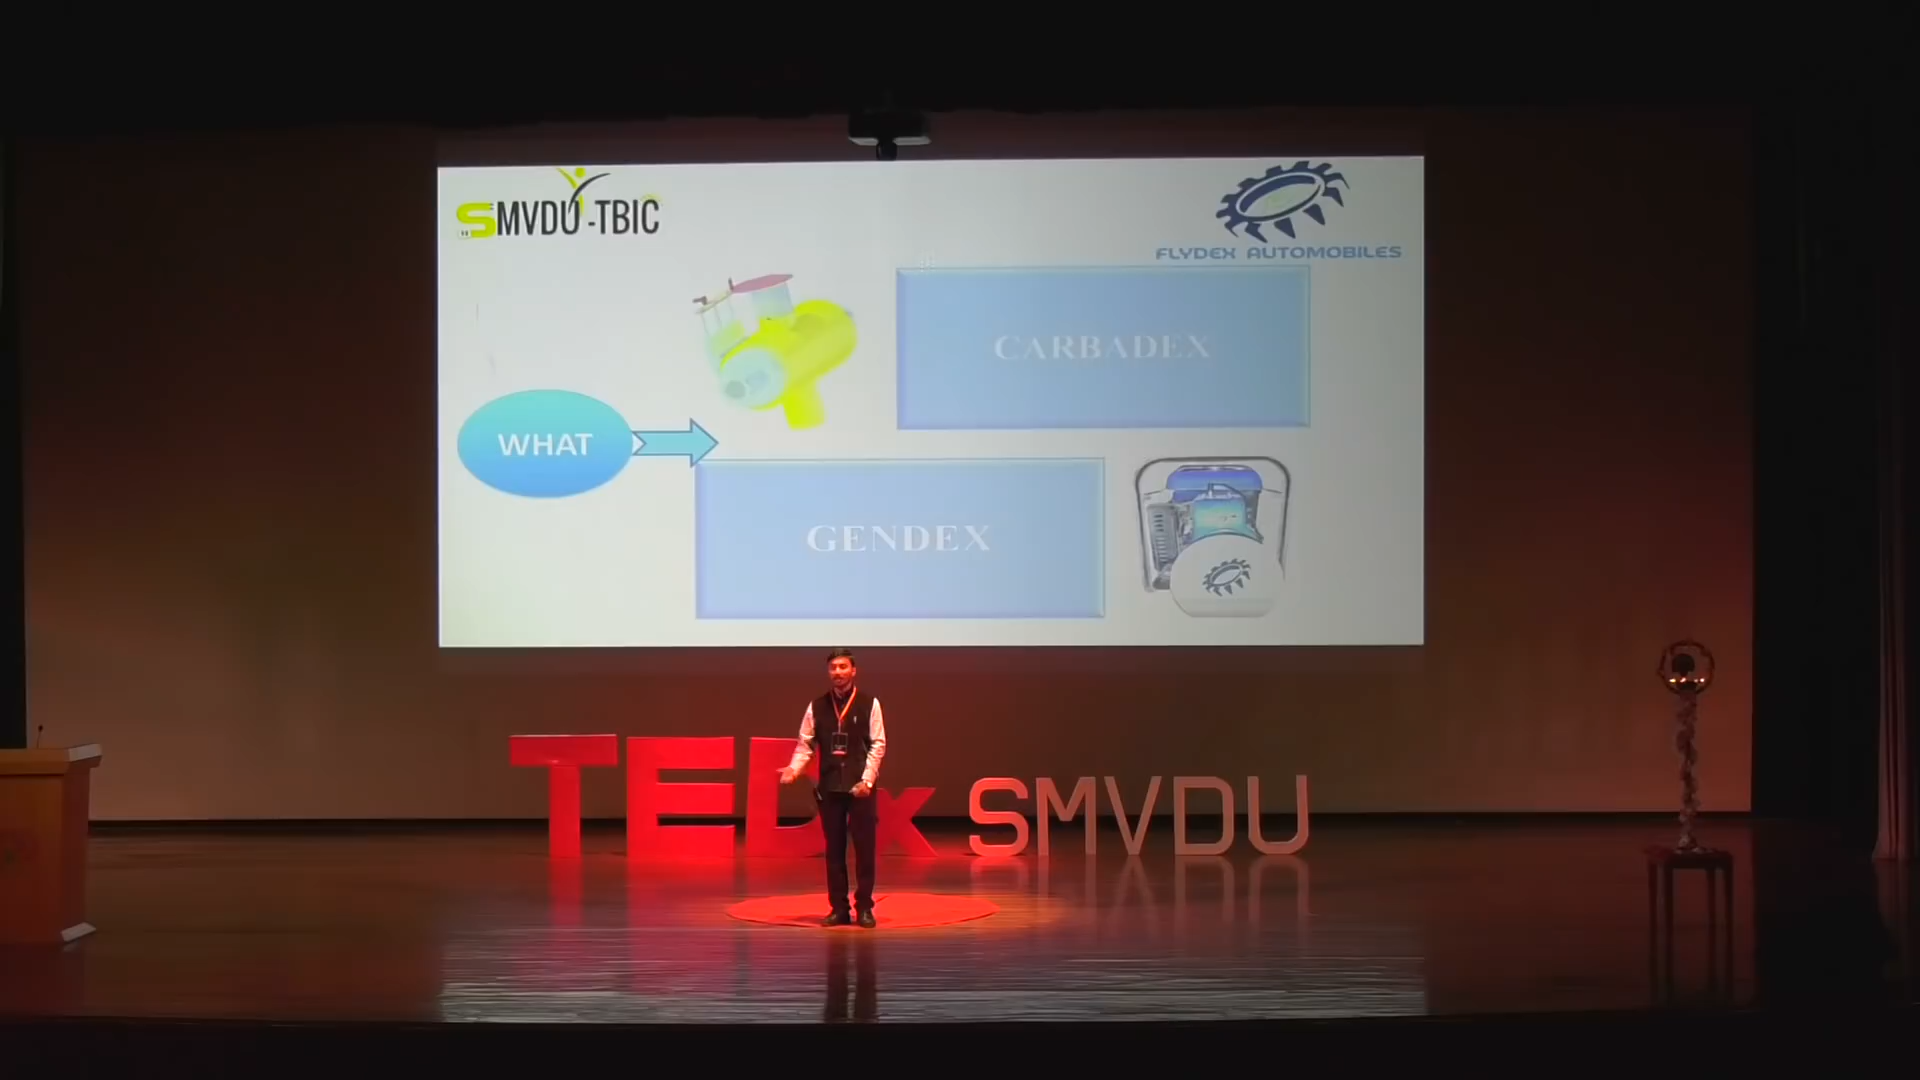 SMVDU-TBIC
FLYDEX AUTOMOBILES
CARBADEX
WHAT
GENDEX
TEDx SMVDU